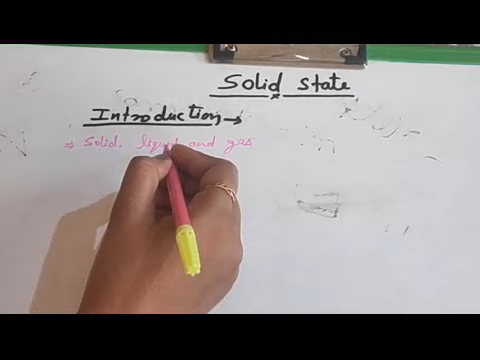 Solid state
Introduction →
⇒ Solid. liquid and gas